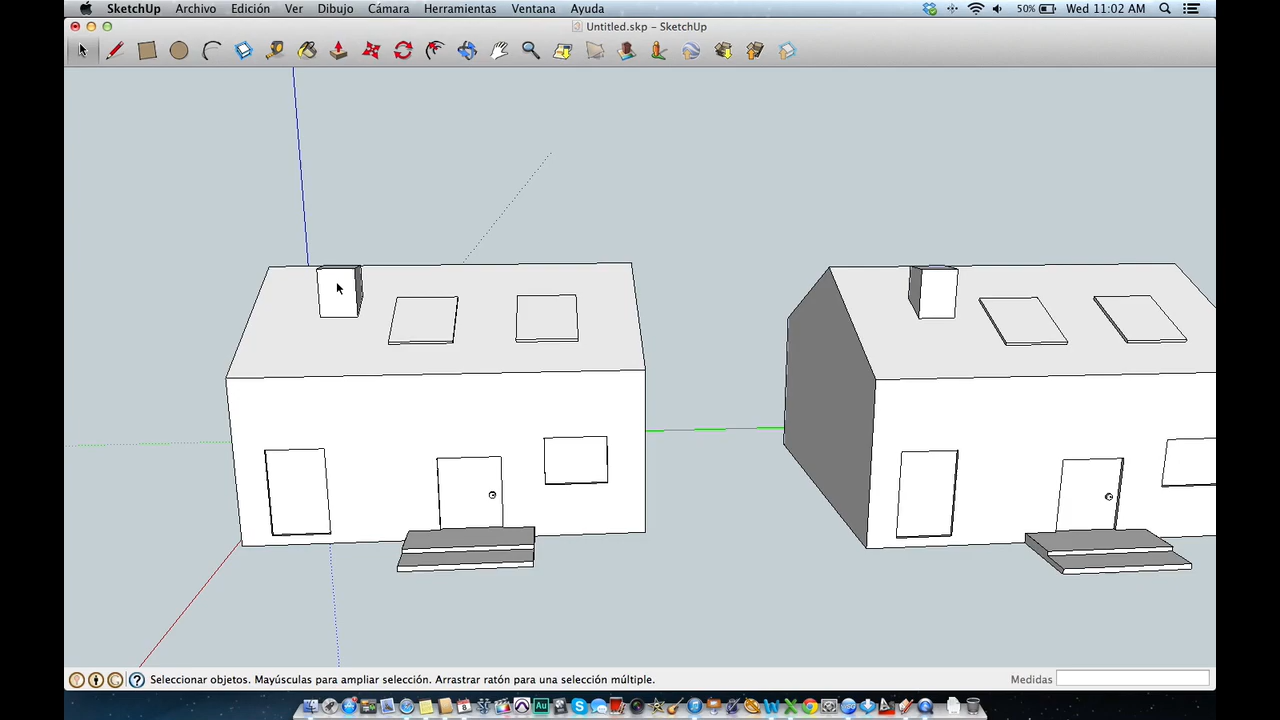 SketchUp Archivo Edición Ver Dibujo Cámara Herramientas Ventana Ayuda 50% Wed 11:02 AM
Untitled.skp - SketchUp
Seleccionar objetos. Mayúsculas para ampliar selección. Arrastrar ratón para una selección múltiple. Medidas